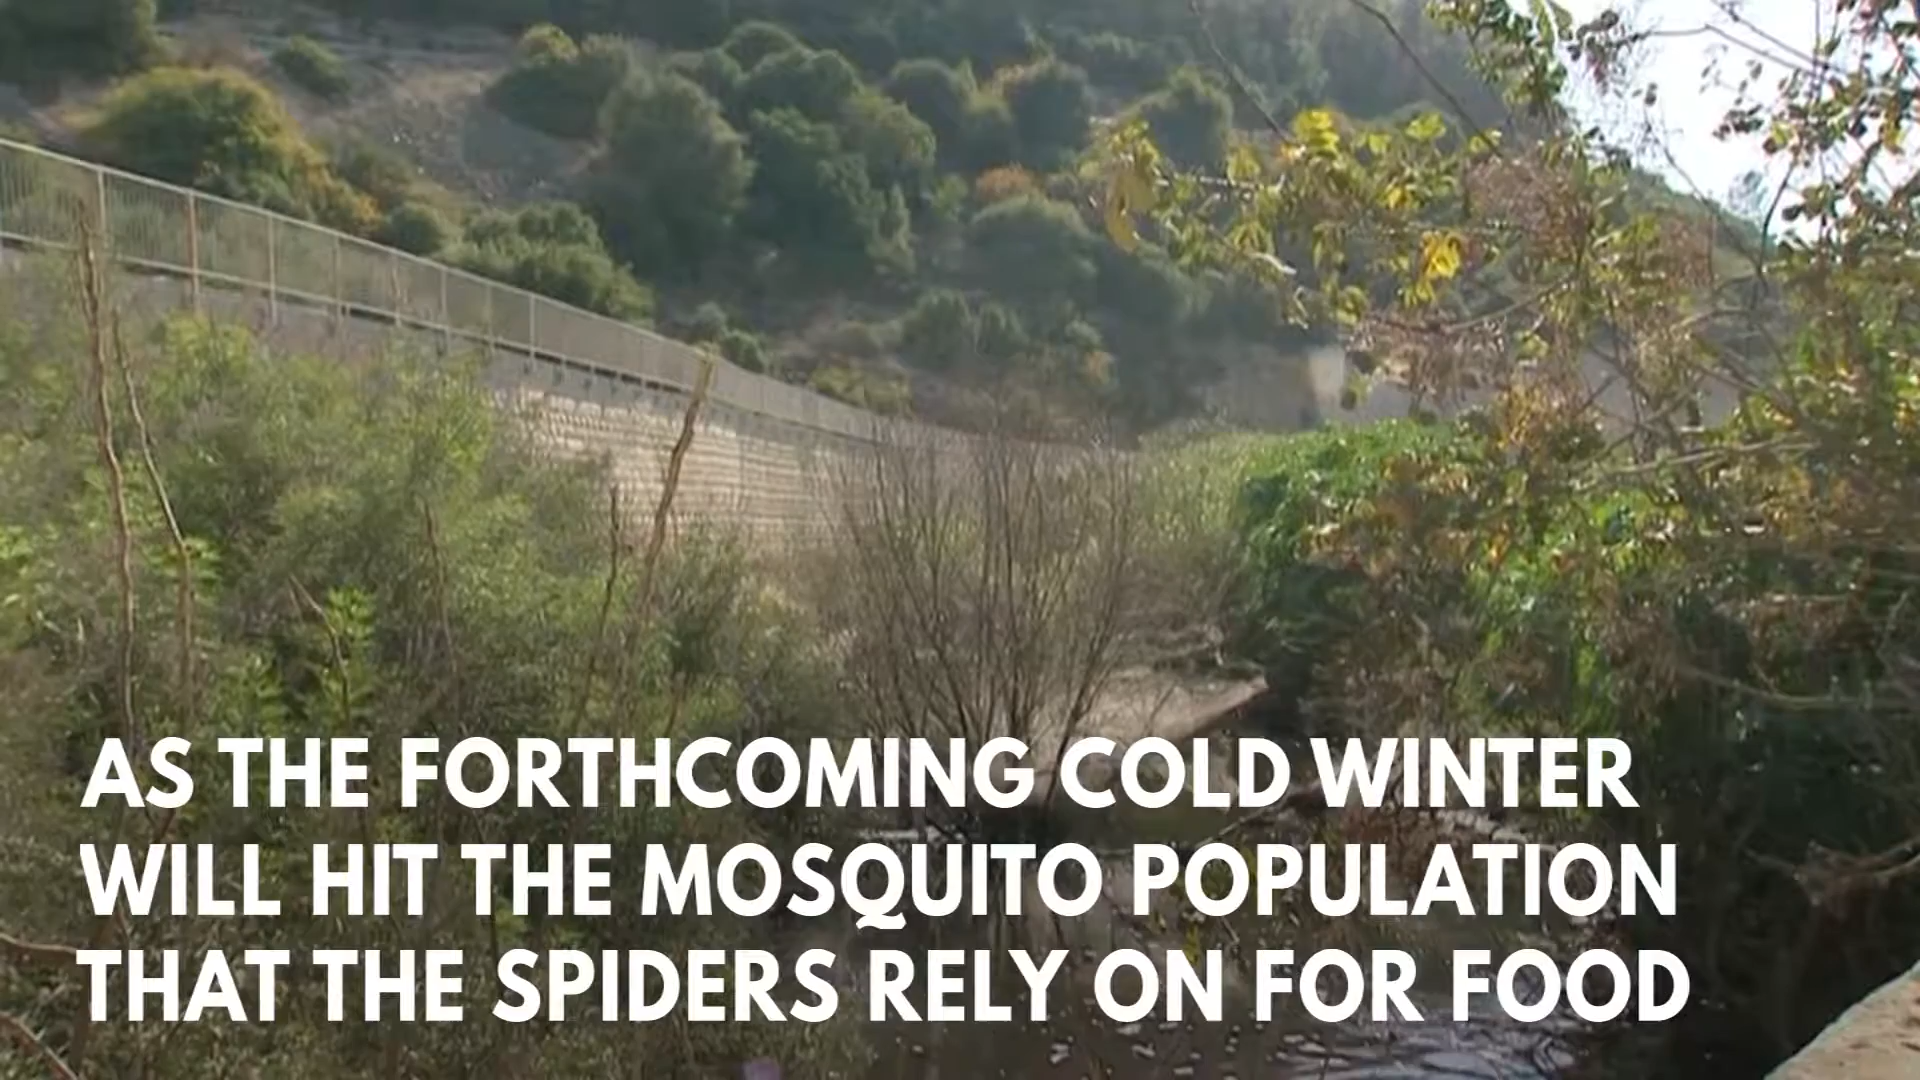 AS THE FORTHCOMING COLD WINTER
WILL HIT THE MOSQUITO POPULATION
THAT THE SPIDERS RELY ON FOR FOOD